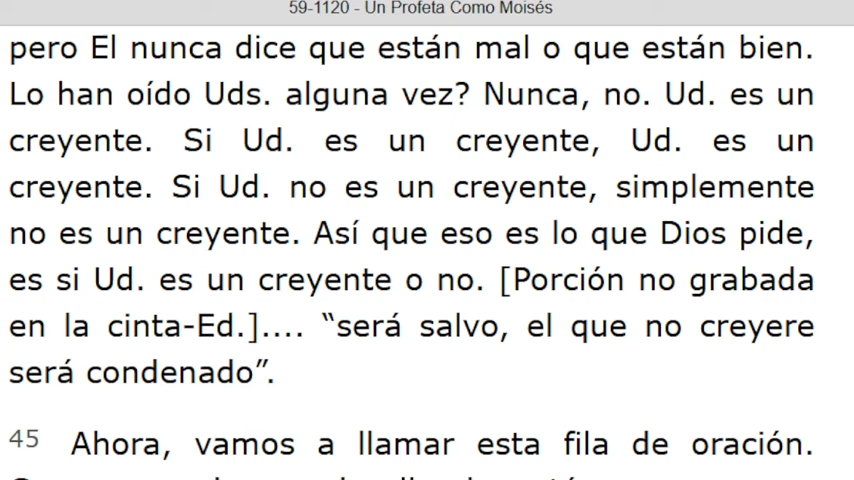 59-1120 - Un Profeta Como Moisés
pero El nunca dice que están mal o que están bien.
Lo han oído Uds. alguna vez? Nunca, no. Ud. es un
creyente. Si Ud. es un creyente, Ud. es un
creyente. Si Ud. no es un creyente, simplemente
no es un creyente. Así que eso es lo que Dios pide,
es si Ud. es un creyente o no. [Porción no grabada
en la cinta-Ed.].... “será salvo, el que no creyere
será condenado”.
45 Ahora, vamos a llamar esta fila de oración.